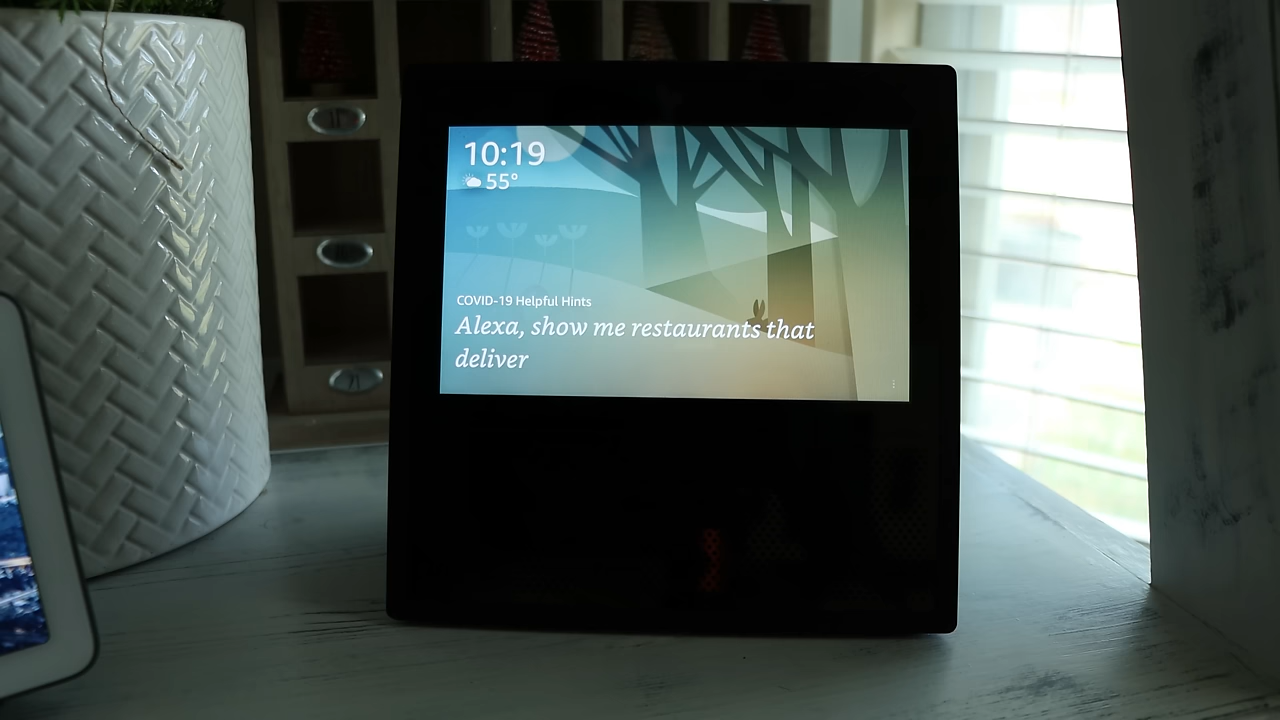 10:19
55°
COVID-19 Helpful Hints
Alexa, show me restaurants that
deliver